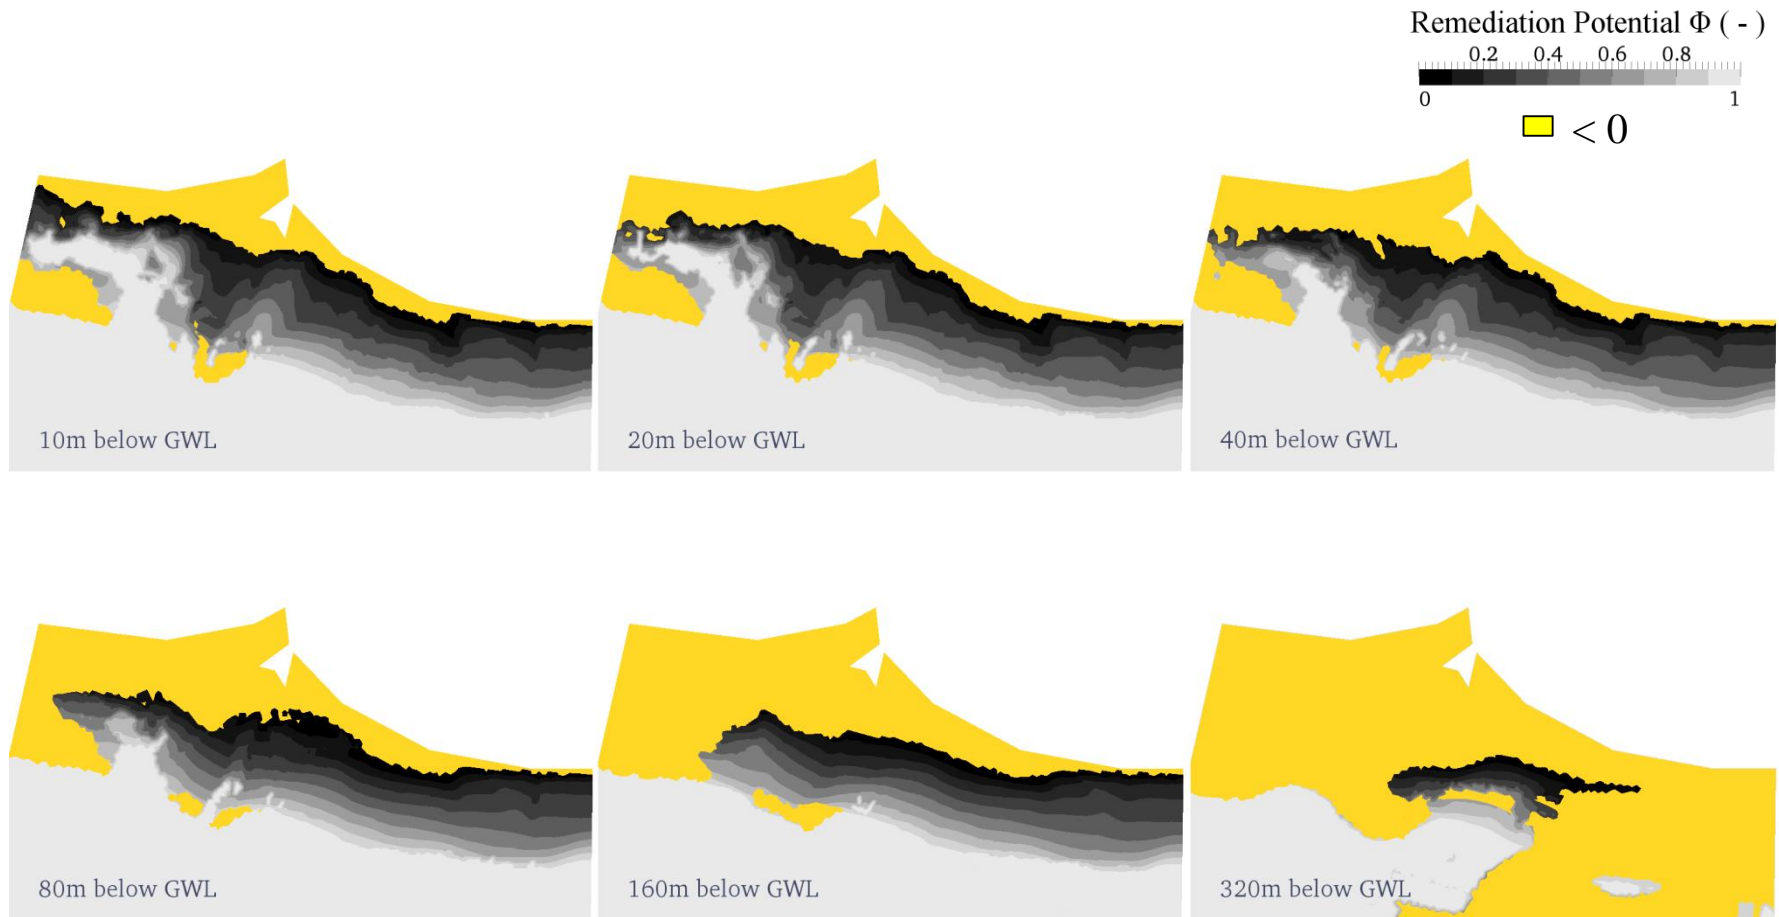 Remediation Potential Φ ( - )
0.2 0.4 0.6 0.8
0 1
< 0
10m below GWL
20m below GWL
40m below GWL
80m below GWL
160m below GWL
320m below GWL